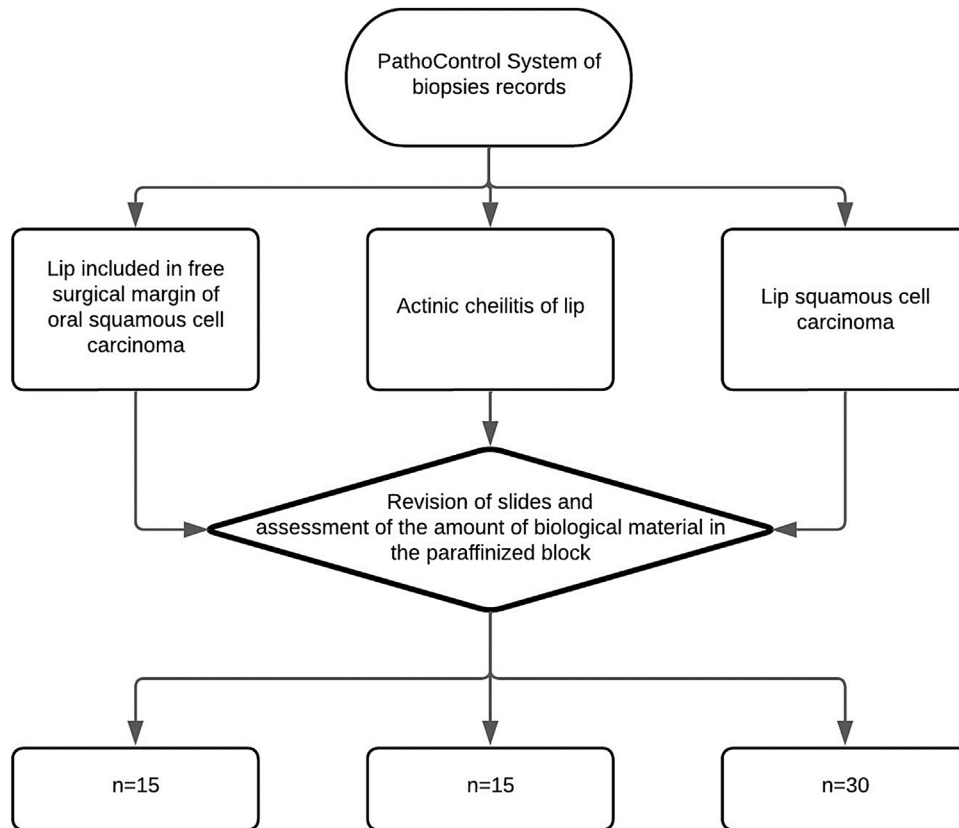 PathoControl System of
biopsies records
Lip included in free
surgical margin of
oral squamous cell
carcinoma
Actinic cheilitis of lip
Lip squamous cell
carcinoma
Revision of slides and
assessment of the amount of biological material in
the paraffinized block
n=15
n=15
n=30